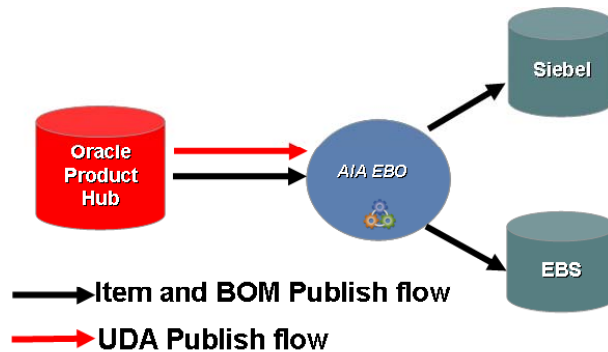 Siebel
Oracle
Product
Hub
AIA EBO
EBS
Item and BOM Publish flow
UDA Publish flow